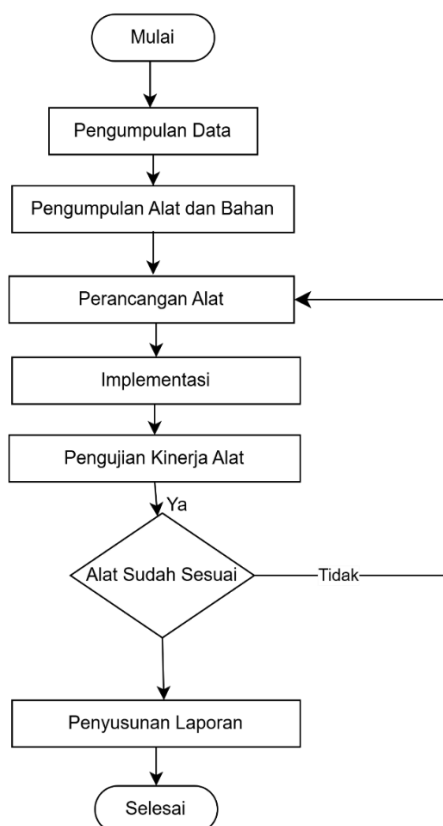 Mulai
Pengumpulan Data
Pengumpulan Alat dan Bahan
Perancangan Alat
Implementasi
Pengujian Kinerja Alat
Ya
Alat Sudah Sesuai
Tidak
Penyusunan Laporan
Selesai